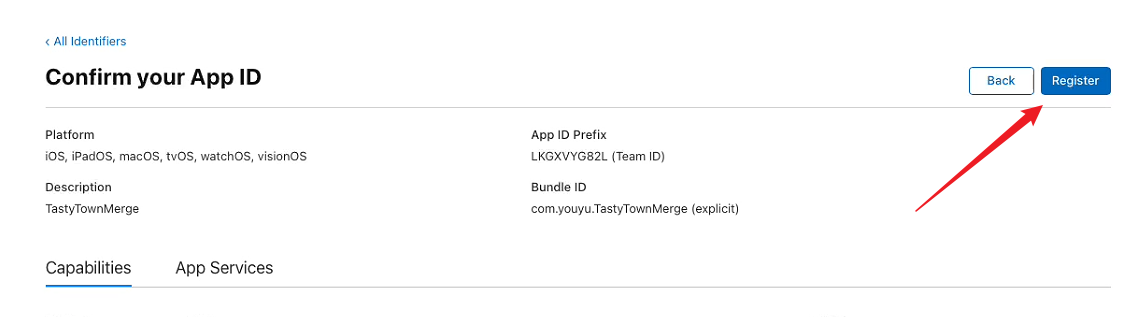 ‹ All Identifiers
Confirm your App ID
Back
Register
Platform
App ID Prefix
iOS, iPadOS, macOS, tvOS, watchOS, visionOS
LKGXVYG82L (Team ID)
Description
Bundle ID
TastyTownMerge
com.youyu.TastyTownMerge (explicit)
Capabilities
App Services